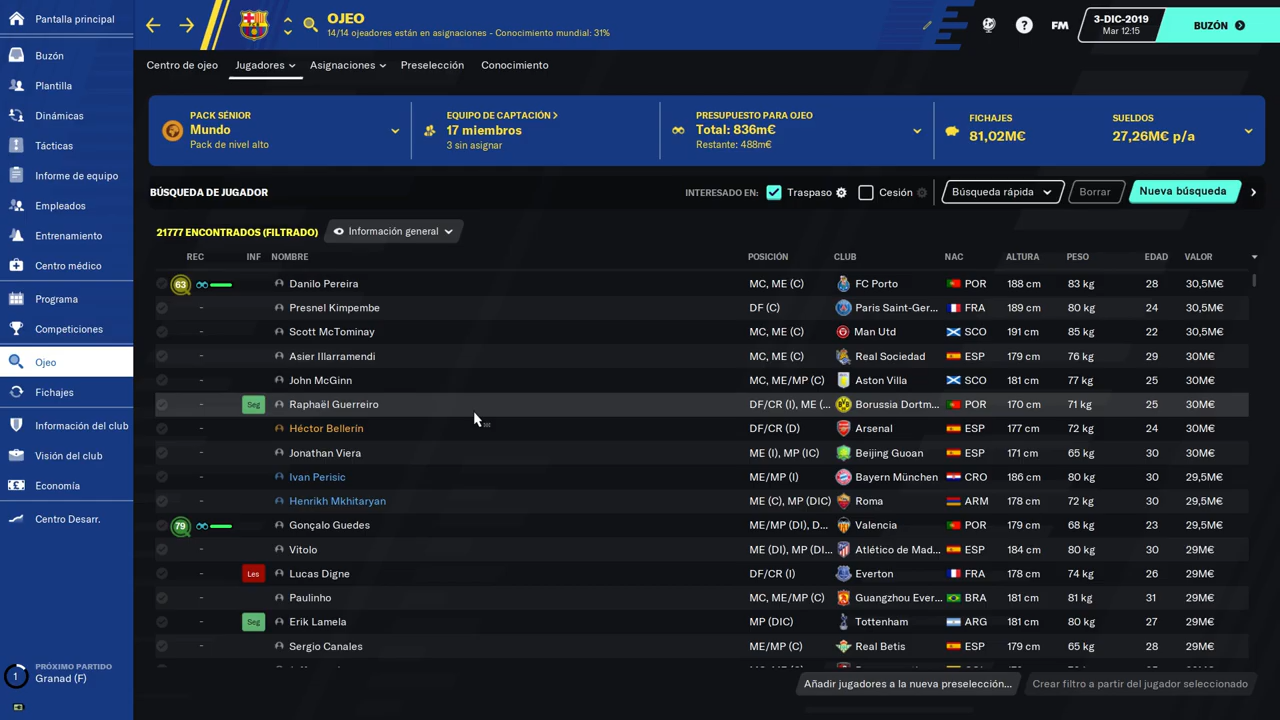 Pantalla principal
Buzón
Plantilla
Dinámicas
Tácticas
Informe de equipo
Empleados
Entrenamiento
Centro médico
Programa
Competiciones
Ojeo
Fichajes
Información del club
Visión del club
Economía
Centro Desarr.
1 PRÓXIMO PARTIDO
Granad (F)
OJEO
14/14 ojeadores están en asignaciones - Conocimiento mundial: 31%
? FM 3-DIC-2019
Mar 12:15
BUZÓN
Centro de ojeo Jugadores Asignaciones Preselección Conocimiento
PACK SÉNIOR
Mundo
Pack de nivel alto
EQUIPO DE CAPTACIÓN >
17 miembros
3 sin asignar
PRESUPUESTO PARA OJEO
Total: 836m€
Restante: 488m€
FICHAJES
81,02M€
SUELDOS
27,26M€ p/a
BÚSQUEDA DE JUGADOR INTERESADO EN: Traspaso Cesión Búsqueda rápida Borrar Nueva búsqueda
21777 ENCONTRADOS (FILTRADO) Información general
REC INF NOMBRE POSICIÓN CLUB NAC ALTURA PESO EDAD VALOR
63 Danilo Pereira MC, ME (C) FC Porto POR 188 cm 83 kg 28 30,5M€
- Presnel Kimpembe DF (C) Paris Saint-Ger... FRA 189 cm 80 kg 24 30,5M€
- Scott McTominay MC, ME (C) Man Utd SCO 191 cm 85 kg 22 30,5M€
- Asier Illarramendi MC, ME (C) Real Sociedad ESP 179 cm 76 kg 29 30M€
- John McGinn MC, ME/MP (C) Aston Villa SCO 181 cm 77 kg 25 30M€
- Seg Raphaël Guerreiro DF/CR (I), ME (... Borussia Dortm... POR 170 cm 71 kg 25 30M€
- Héctor Bellerín DF/CR (D) Arsenal ESP 177 cm 72 kg 24 30M€
- Jonathan Viera ME (I), MP (IC) Beijing Guoan ESP 171 cm 65 kg 30 30M€
- Ivan Perisic ME/MP (I) Bayern München CRO 186 cm 80 kg 30 29,5M€
- Henrikh Mkhitaryan ME (C), MP (DIC) Roma ARM 178 cm 72 kg 30 29,5M€
79 Gonçalo Guedes ME/MP (DI), D... Valencia POR 179 cm 68 kg 23 29,5M€
- Vitolo ME (DI), MP (DI... Atlético de Mad... ESP 184 cm 80 kg 30 29M€
- Les Lucas Digne DF/CR (I) Everton FRA 178 cm 74 kg 26 29M€
- Paulinho MC, ME/MP (C) Guangzhou Ever... BRA 181 cm 81 kg 31 29M€
- Seg Erik Lamela MP (DIC) Tottenham ARG 181 cm 80 kg 27 29M€
- Sergio Canales ME/MP (C) Real Betis ESP 179 cm 65 kg 28 29M€
Añadir jugadores a la nueva preselección... Crear filtro a partir del jugador seleccionado